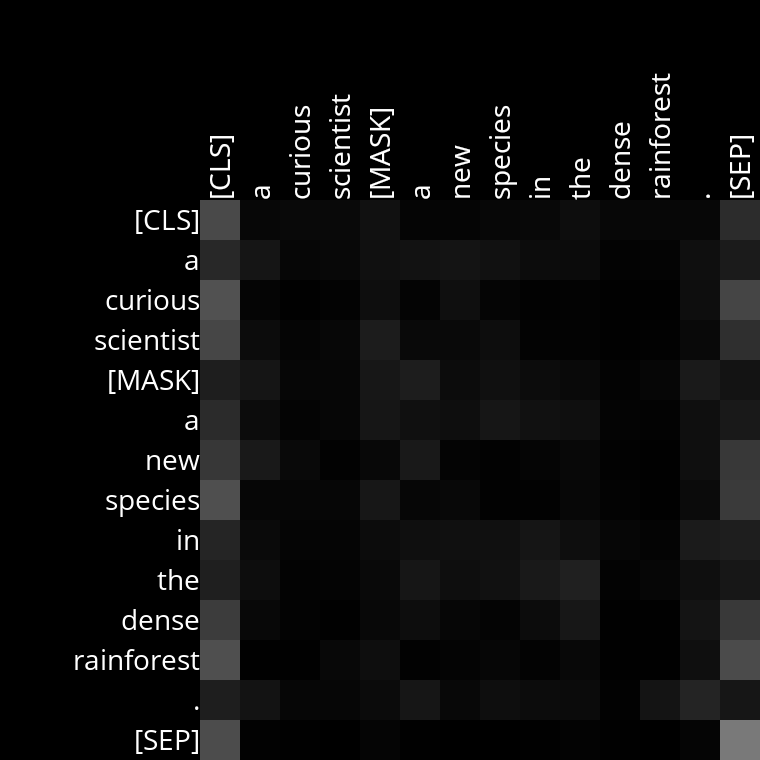 [CLS] a curious scientist [MASK] a new species in the dense rainforest . [SEP]
[CLS]
a
curious
scientist
[MASK]
a
new
species
in
the
dense
rainforest
.
[SEP]